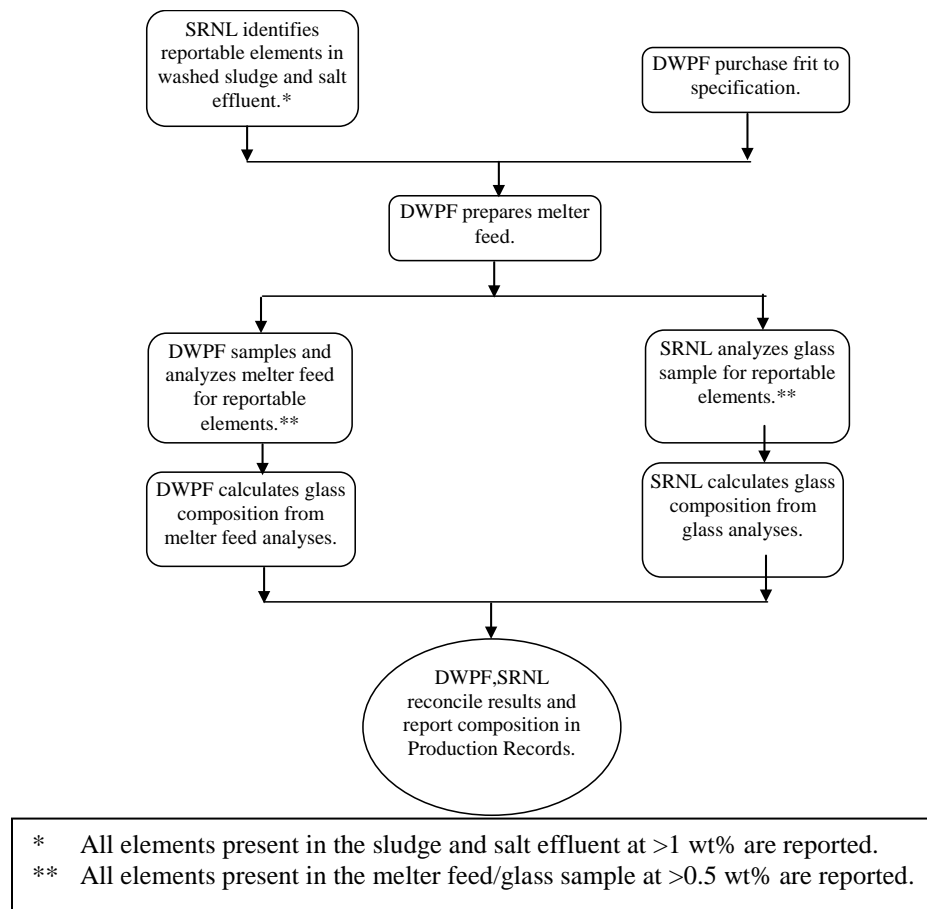 SRNL identifies
reportable elements in
washed sludge and salt
effluent.*
DWPF purchase frit to
specification.
DWPF prepares melter
feed.
DWPF samples and
analyzes melter feed
for reportable
elements.**
SRNL analyzes glass
sample for reportable
elements.**
DWPF calculates glass
composition from
melter feed analyses.
SRNL calculates glass
composition from
glass analyses.
DWPF,SRNL
reconcile results and
report composition in
Production Records.
* All elements present in the sludge and salt effluent at >1 wt% are reported.
** All elements present in the melter feed/glass sample at >0.5 wt% are reported.